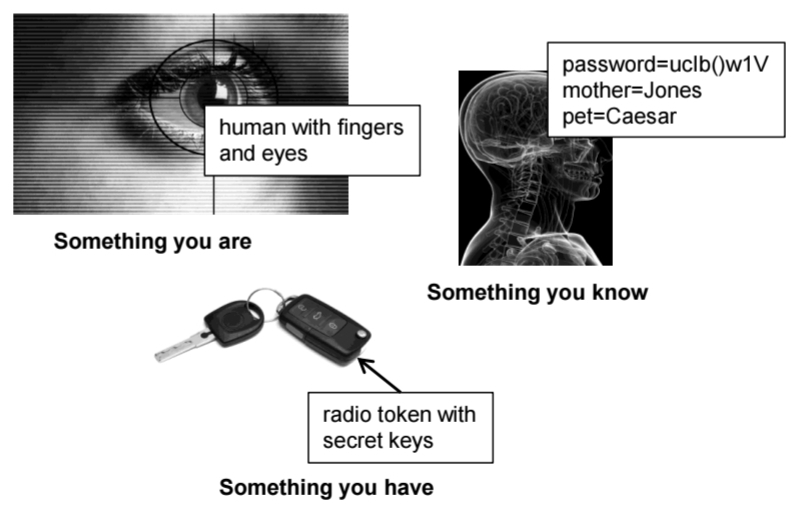 human with fingers
and eyes
Something you are
password=uclb()w1V
mother=Jones
pet=Caesar
Something you know
radio token with
secret keys
Something you have